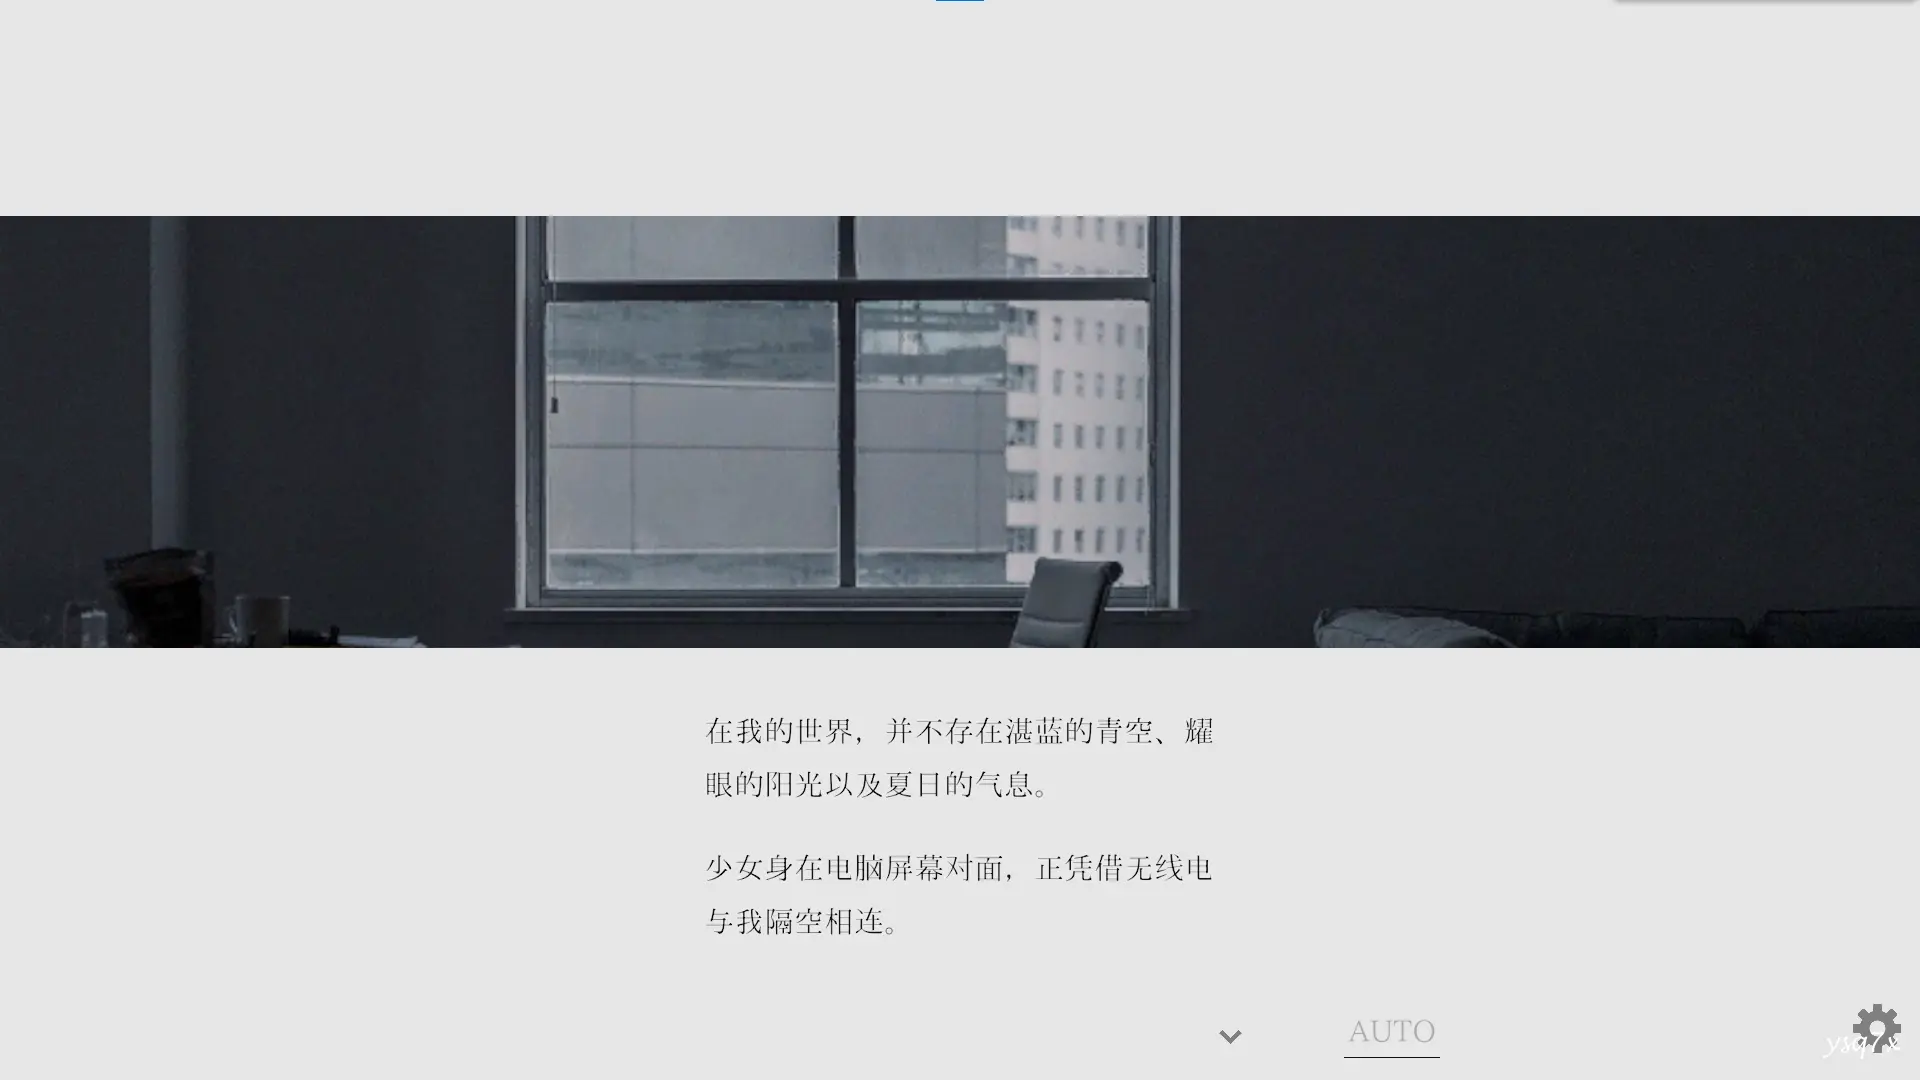 在我的世界，并不存在湛蓝的青空、耀
眼的阳光以及夏日的气息。
少女身在电脑屏幕对面，正凭借无线电
与我隔空相连。
AUTO